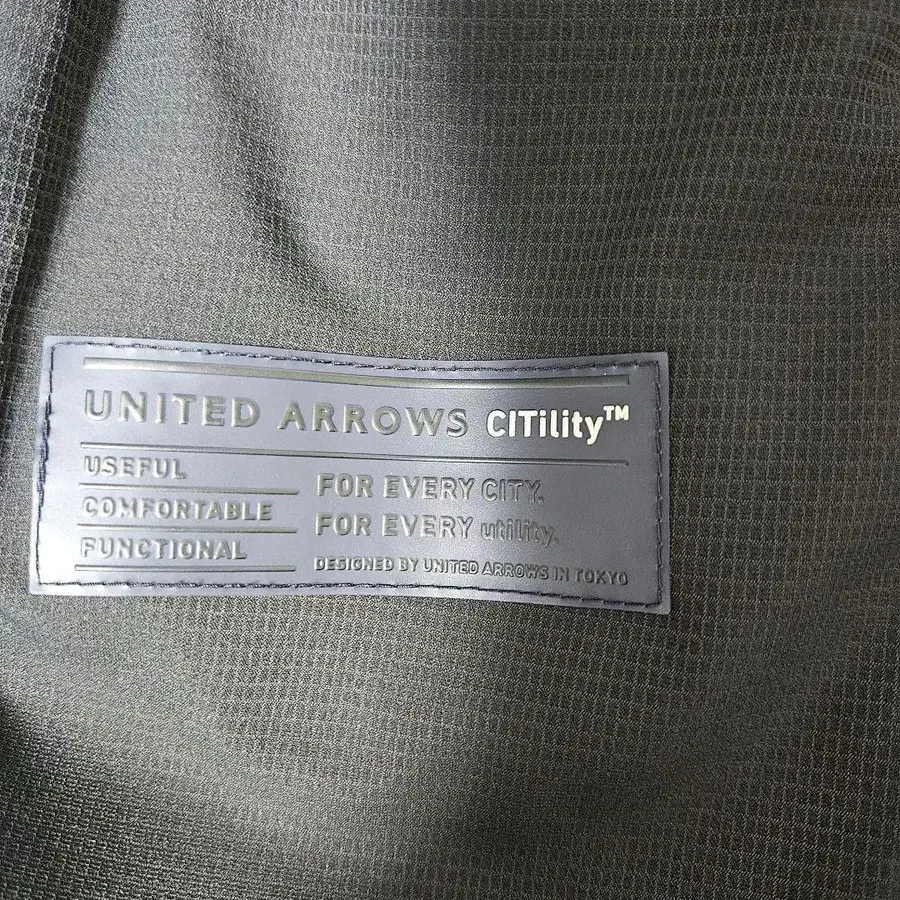 UNITED ARROWS CITility™
USEFUL
COMFORTABLE
FUNCTIONAL
FOR EVERY CITY.
FOR EVERY utility.
DESIGNED BY UNITED ARROWS IN TOKYO